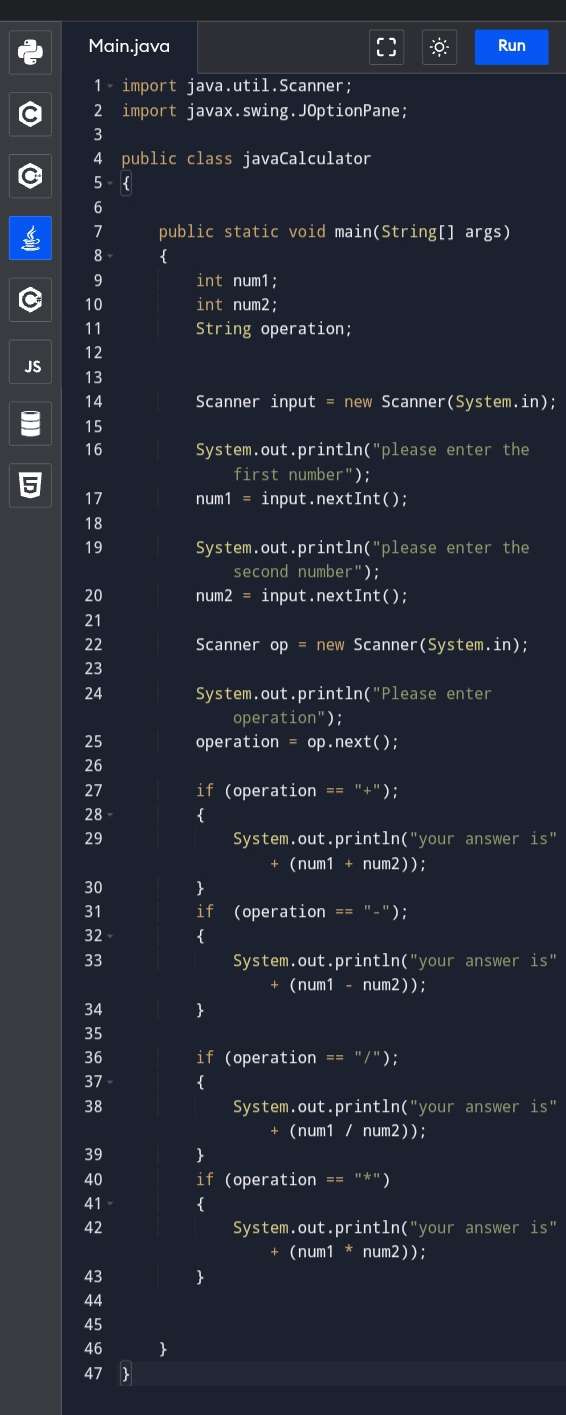 Main.java
Run
1 import java.util.Scanner;
2 import javax.swing.JOptionPane;
3
4 public class javaCalculator
5 {
6
7 public static void main(String[] args)
8 {
9 int num1;
10 int num2;
11 String operation;
12
13
14 Scanner input = new Scanner(System.in);
15
16 System.out.println("please enter the
first number");
17 num1 = input.nextInt();
18
19 System.out.println("please enter the
second number");
20 num2 = input.nextInt();
21
22 Scanner op = new Scanner(System.in);
23
24 System.out.println("Please enter
operation");
25 operation = op.next();
26
27 if (operation == "+");
28 {
29 System.out.println("your answer is"
+ (num1 + num2));
30 }
31 if  (operation == "-");
32 {
33 System.out.println("your answer is"
+ (num1 - num2));
34 }
35
36 if (operation == "/");
37 {
38 System.out.println("your answer is"
+ (num1 / num2));
39 }
40 if (operation == "*")
41 {
42 System.out.println("your answer is"
+ (num1 * num2));
43 }
44
45
46 }
47 }
C
C
C
JS
5